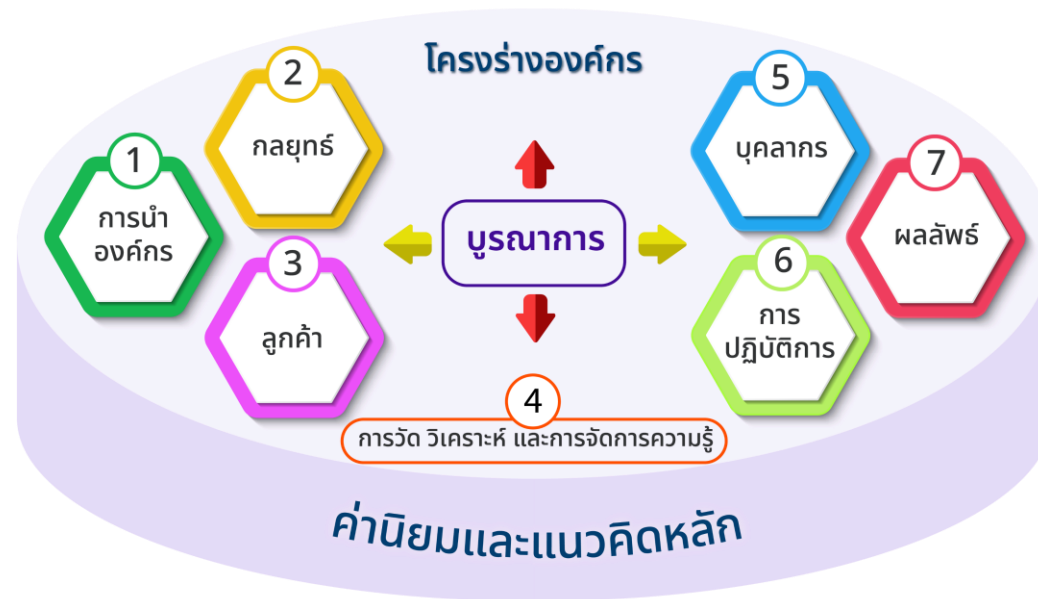 โครงร่างองค์กร
1
การนำ
องค์กร
2
กลยุทธ์
3
ลูกค้า
บูรณาการ
5
บุคลากร
6
การ
ปฏิบัติการ
7
ผลลัพธ์
4
การวัด วิเคราะห์ และการจัดการความรู้
ค่านิยมและแนวคิดหลัก